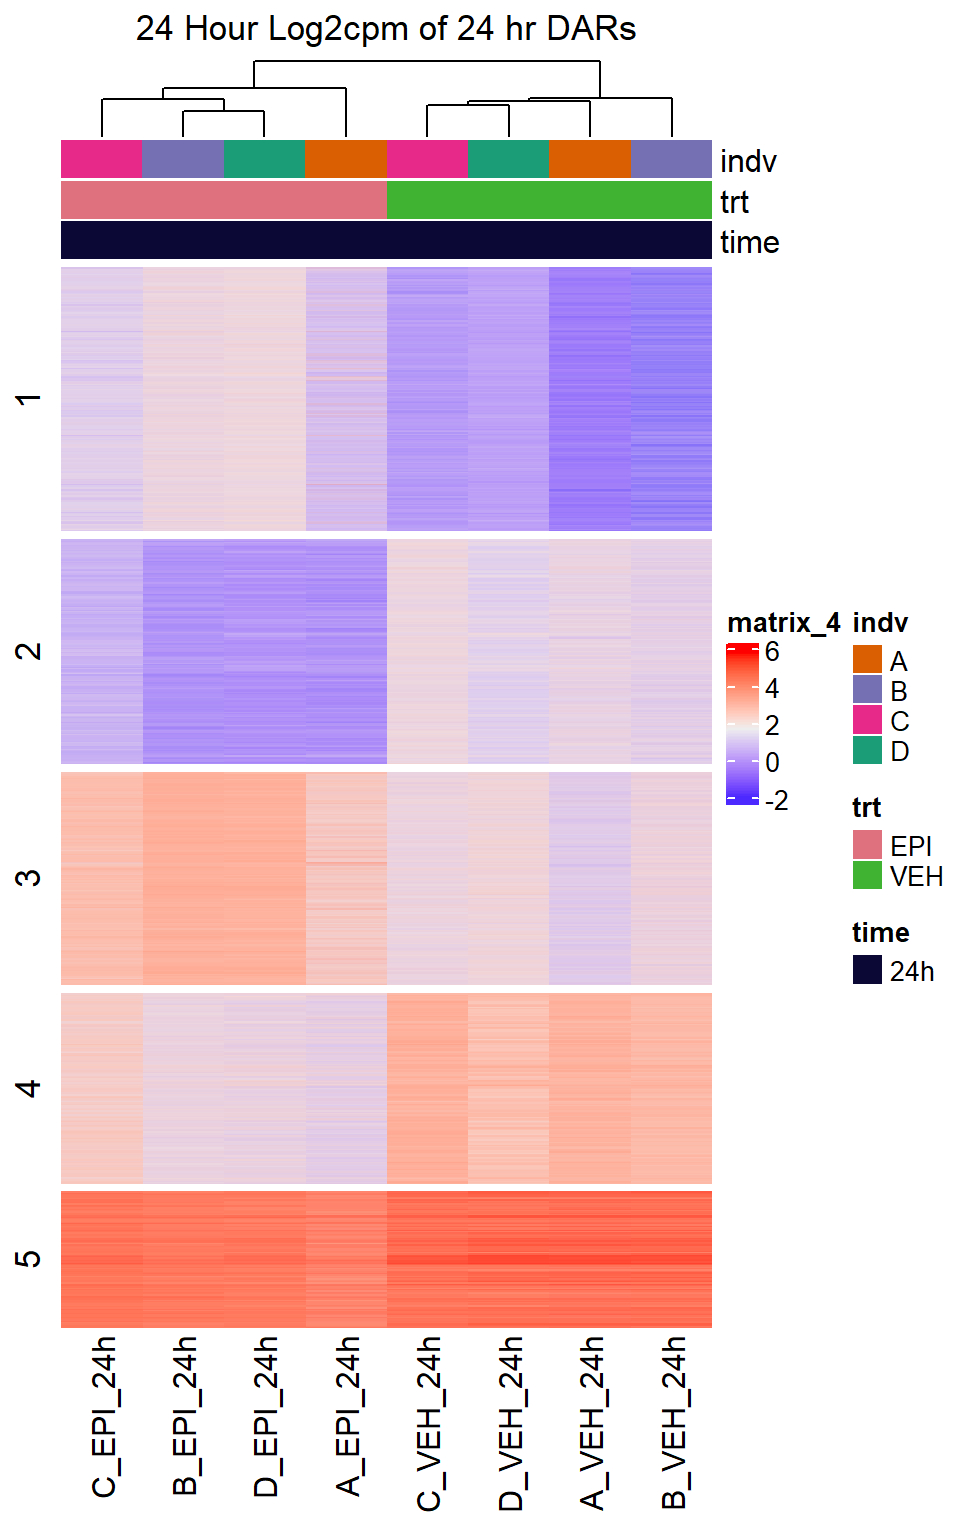 24 Hour Log2cpm of 24 hr DARs
indv
trt
time
1
2
3
4
5
matrix_4
6
4
2
0
-2
indv
A
B
C
D
trt
EPI
VEH
time
24h
C_EPI_24h
B_EPI_24h
D_EPI_24h
A_EPI_24h
C_VEH_24h
D_VEH_24h
A_VEH_24h
B_VEH_24h